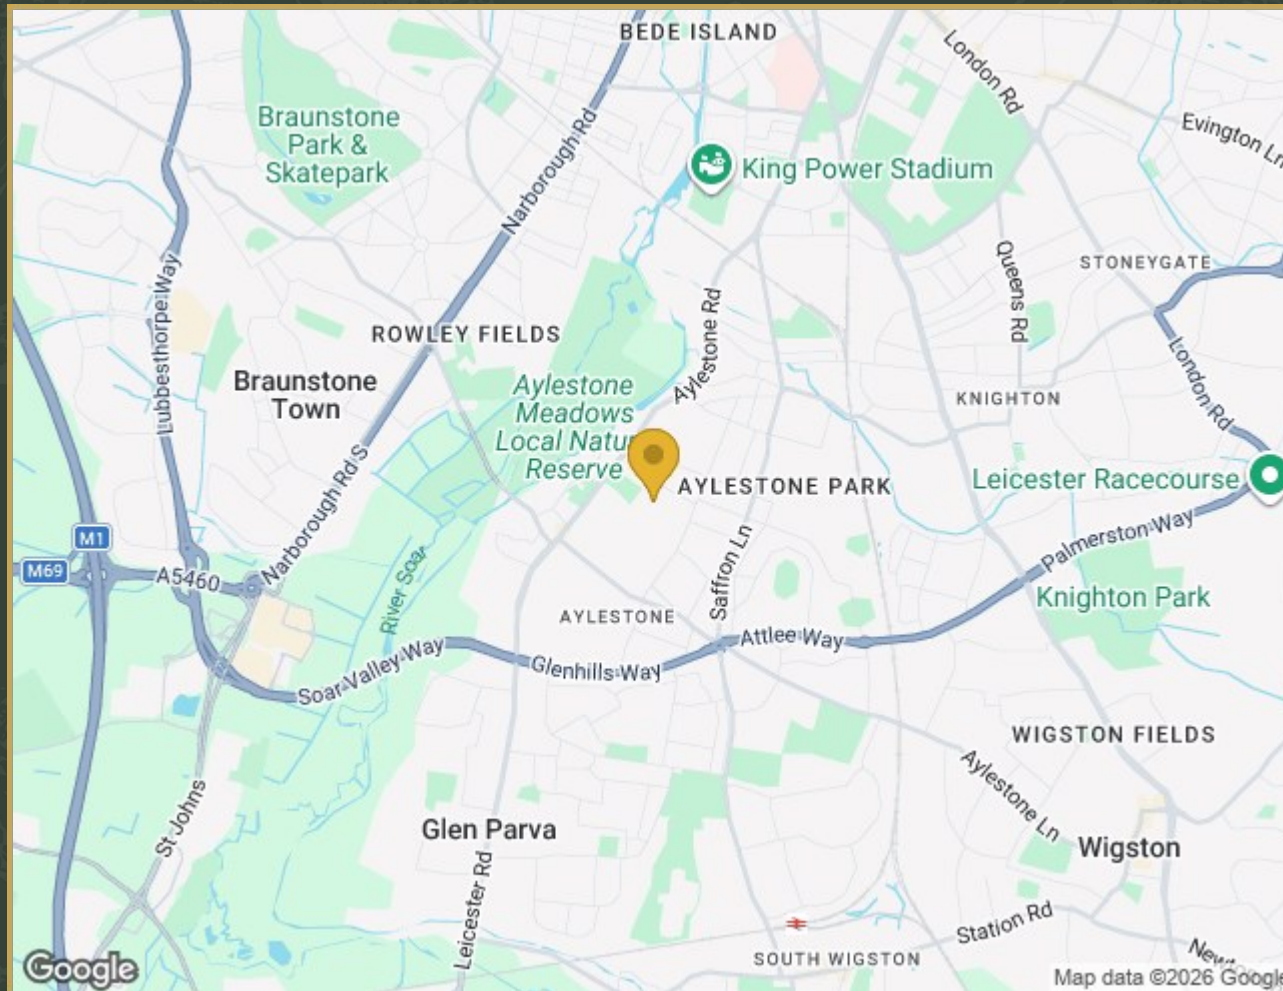 BEDE ISLAND
London Rd
Evington Ln
Braunstone
Park &
Skatepark
Narborough Rd
King Power Stadium
Queens Rd
STONEYGATE
Lubbesthorpe Way
Aylestone Rd
ROWLEY FIELDS
London Rd
Braunstone
Town
Aylestone
Meadows
Local Natur
Reserve
KNIGHTON
AYLESTONE PARK
Leicester Racecourse
Narborough Rd S
M1
M69
A5460
River Soar
Saffron Ln
Palmerston Way
Knighton Park
AYLESTONE
Attlee Way
Soar Valley Way
Glenhills Way
WIGSTON FIELDS
Aylestone Ln
St Johns
Glen Parva
Wigston
Leicester Rd
Station Rd
SOUTH WIGSTON
Google
Map data ©2026 Google